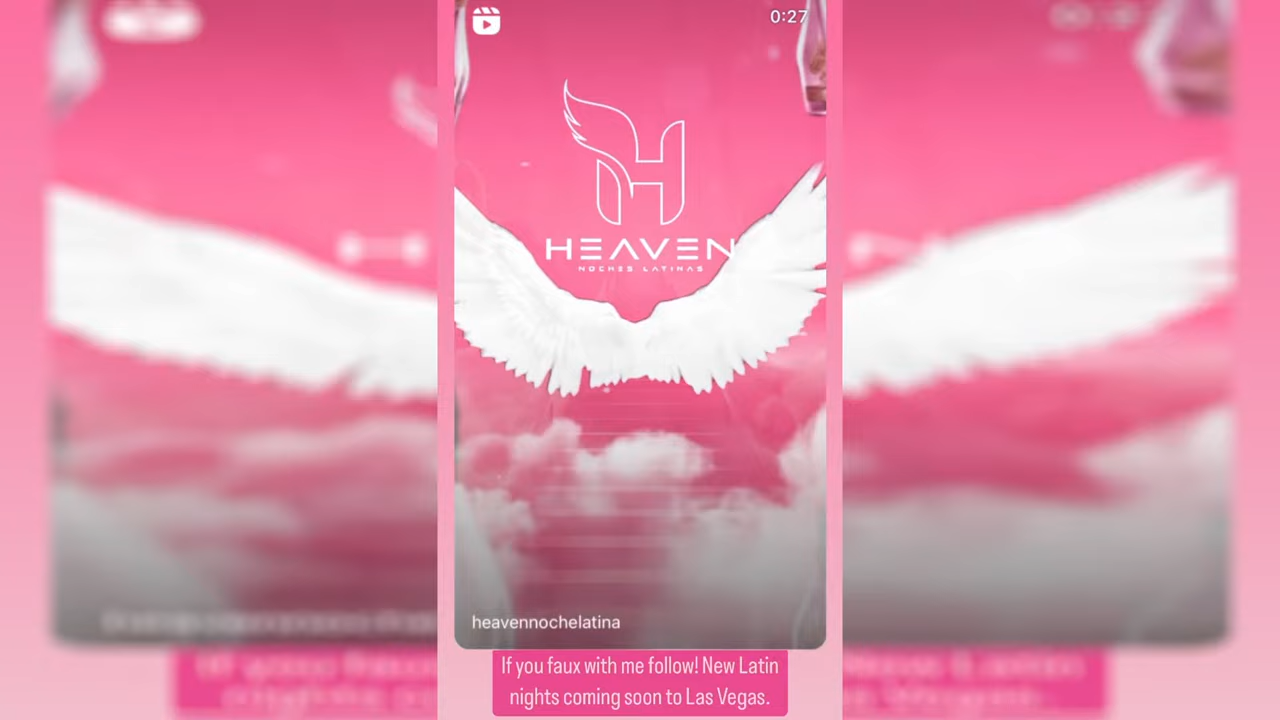 0:27
HEAVEN
NOCHES LATINAS
heavennochelatina
If you faux with me follow! New Latin
nights coming soon to Las Vegas.